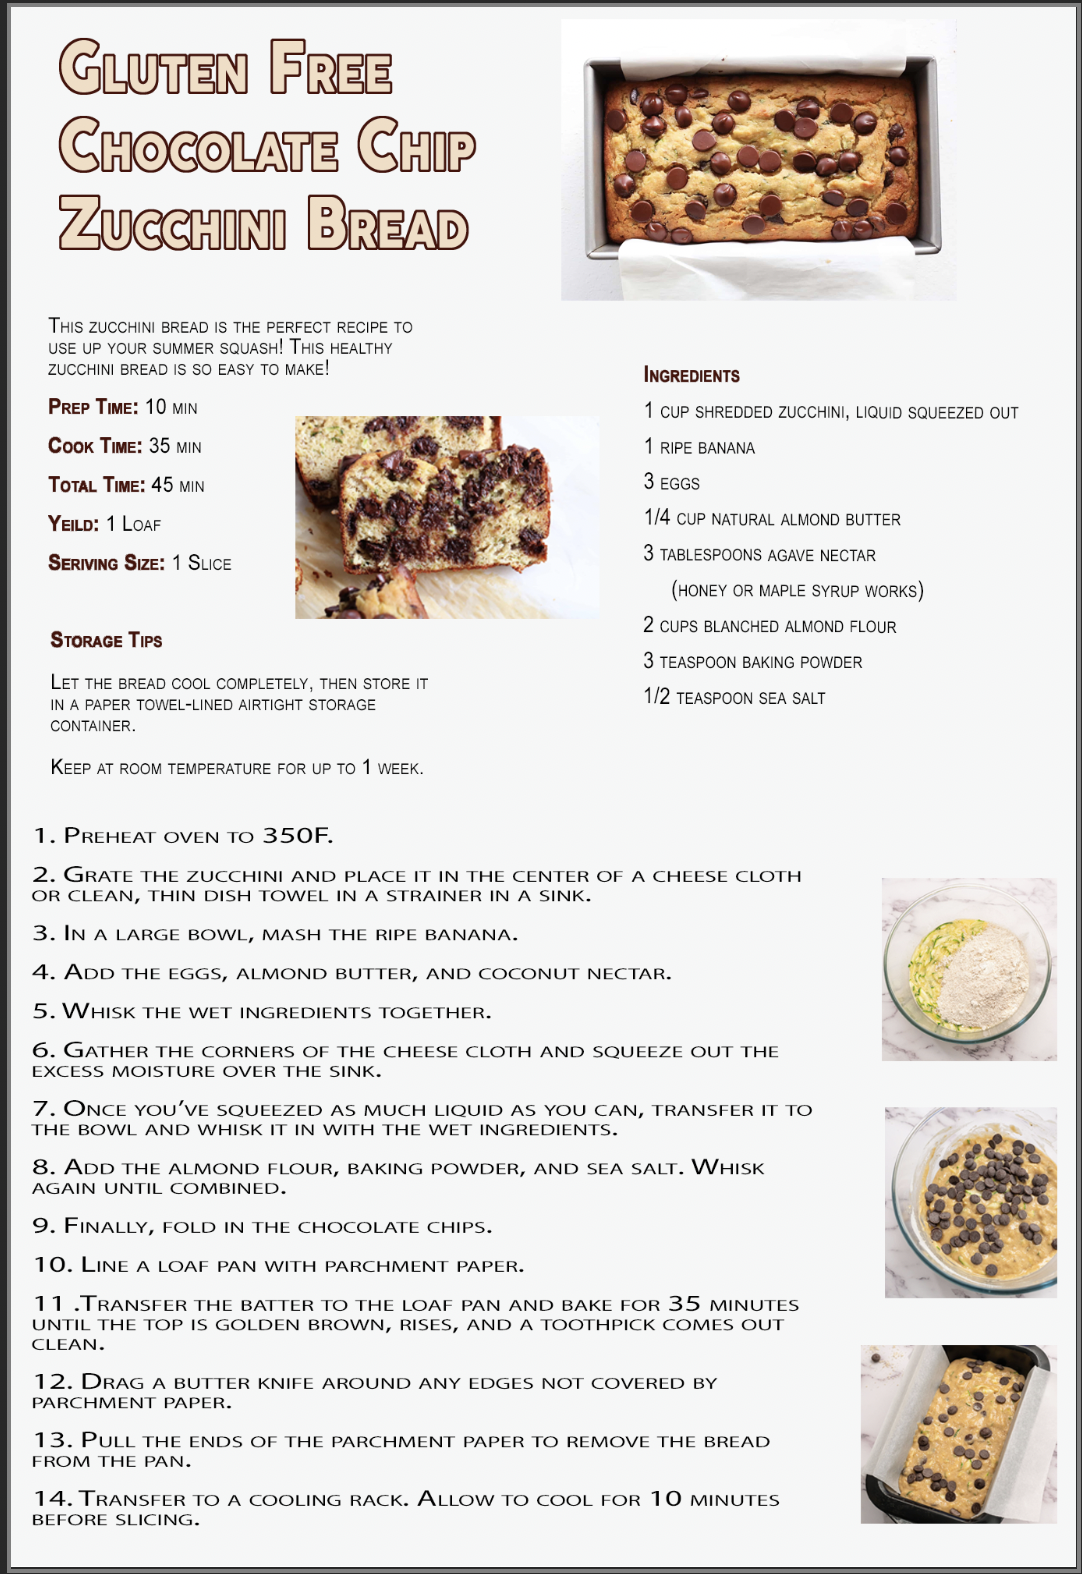 Gluten Free
Chocolate Chip
Zucchini Bread
This zucchini bread is the perfect recipe to
use up your summer squash! This healthy
zucchini bread is so easy to make!
Prep Time: 10 min
Cook Time: 35 min
Total Time: 45 min
Yeild: 1 Loaf
Seriving Size: 1 Slice
Storage Tips
Let the bread cool completely, then store it
in a paper towel-lined airtight storage
container.
Keep at room temperature for up to 1 week.
Ingredients
1 cup shredded zucchini, liquid squeezed out
1 ripe banana
3 eggs
1/4 cup natural almond butter
3 tablespoons agave nectar
(honey or maple syrup works)
2 cups blanched almond flour
3 teaspoon baking powder
1/2 teaspoon sea salt
1. Preheat oven to 350F.
2. Grate the zucchini and place it in the center of a cheese cloth
or clean, thin dish towel in a strainer in a sink.
3. In a large bowl, mash the ripe banana.
4. Add the eggs, almond butter, and coconut nectar.
5. Whisk the wet ingredients together.
6. Gather the corners of the cheese cloth and squeeze out the
excess moisture over the sink.
7. Once you've squeezed as much liquid as you can, transfer it to
the bowl and whisk it in with the wet ingredients.
8. Add the almond flour, baking powder, and sea salt. Whisk
again until combined.
9. Finally, fold in the chocolate chips.
10. Line a loaf pan with parchment paper.
11 .Transfer the batter to the loaf pan and bake for 35 minutes
until the top is golden brown, rises, and a toothpick comes out
clean.
12. Drag a butter knife around any edges not covered by
parchment paper.
13. Pull the ends of the parchment paper to remove the bread
from the pan.
14. Transfer to a cooling rack. Allow to cool for 10 minutes
before slicing.